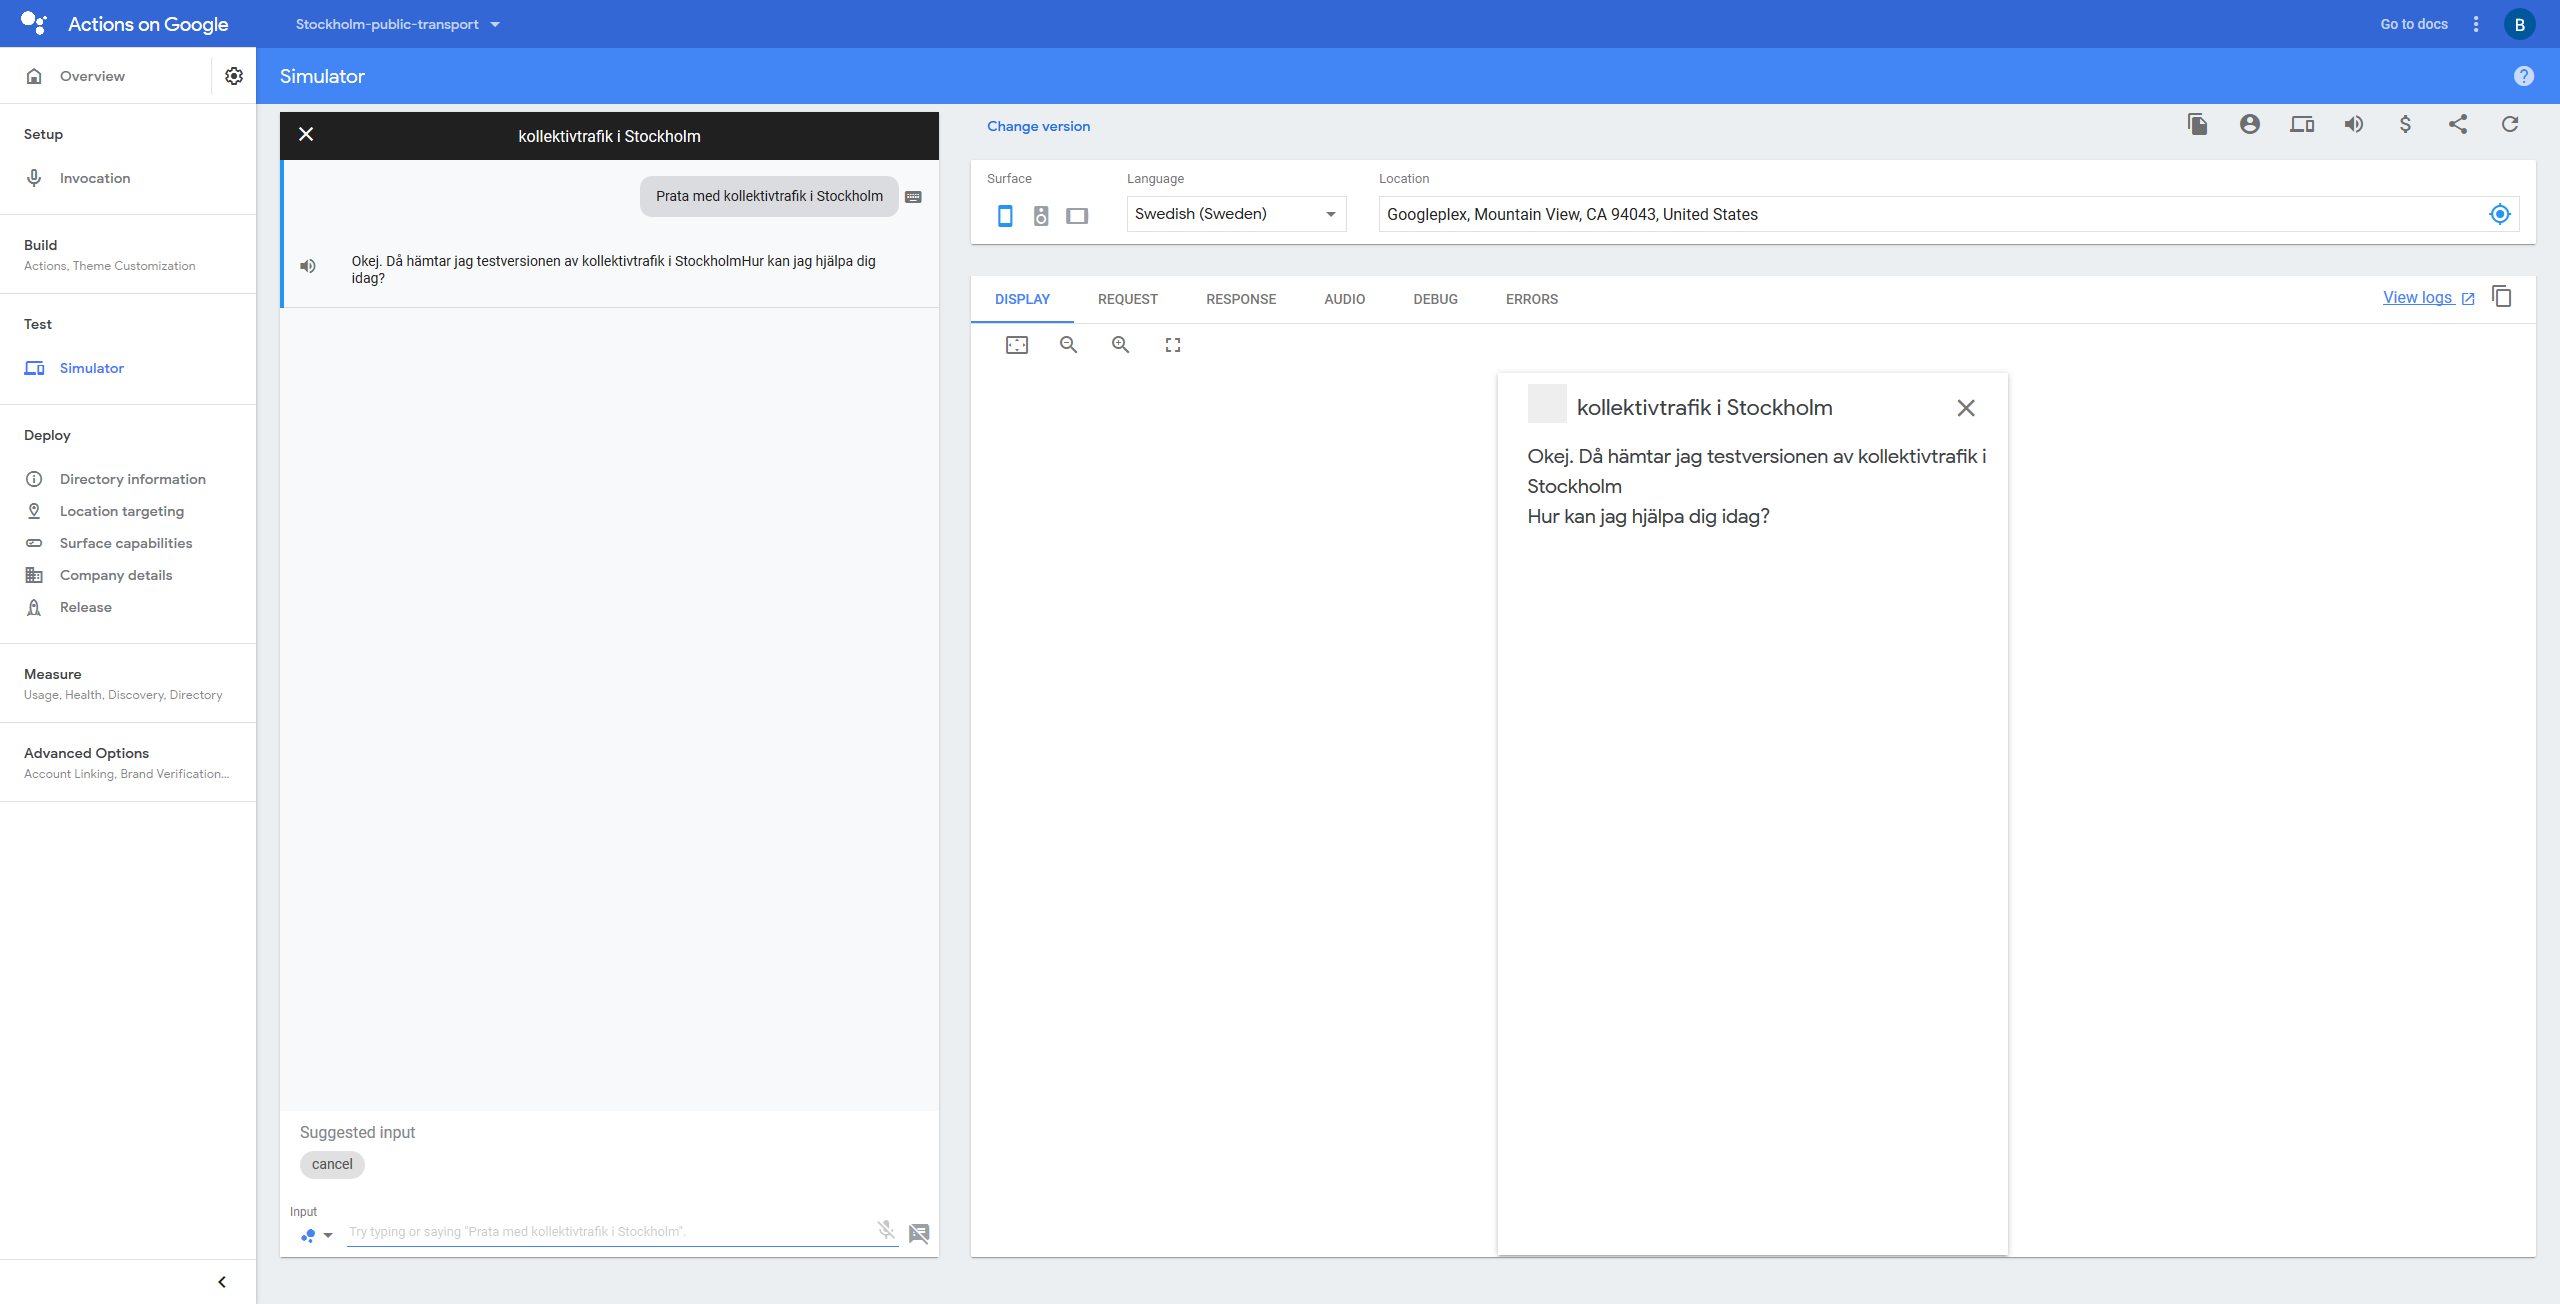 Actions on Google
Stockholm-public-transport
Go to docs
B
Overview
Simulator
Setup
Invocation
Build
Actions, Theme Customization
Test
Simulator
Deploy
Directory information
Location targeting
Surface capabilities
Company details
Release
Measure
Usage, Health, Discovery, Directory
Advanced Options
Account Linking, Brand Verification...
kollektivtrafik i Stockholm
Prata med kollektivtrafik i Stockholm
Okej. Då hämtar jag testversionen av kollektivtrafik i StockholmHur kan jag hjälpa dig
idag?
Suggested input
cancel
Input
Try typing or saying "Prata med kollektivtrafik i Stockholm".
Change version
Surface
Language
Location
Swedish (Sweden)
Googleplex, Mountain View, CA 94043, United States
DISPLAY
REQUEST
RESPONSE
AUDIO
DEBUG
ERRORS
View logs
kollektivtrafik i Stockholm
Okej. Då hämtar jag testversionen av kollektivtrafik i
Stockholm
Hur kan jag hjälpa dig idag?